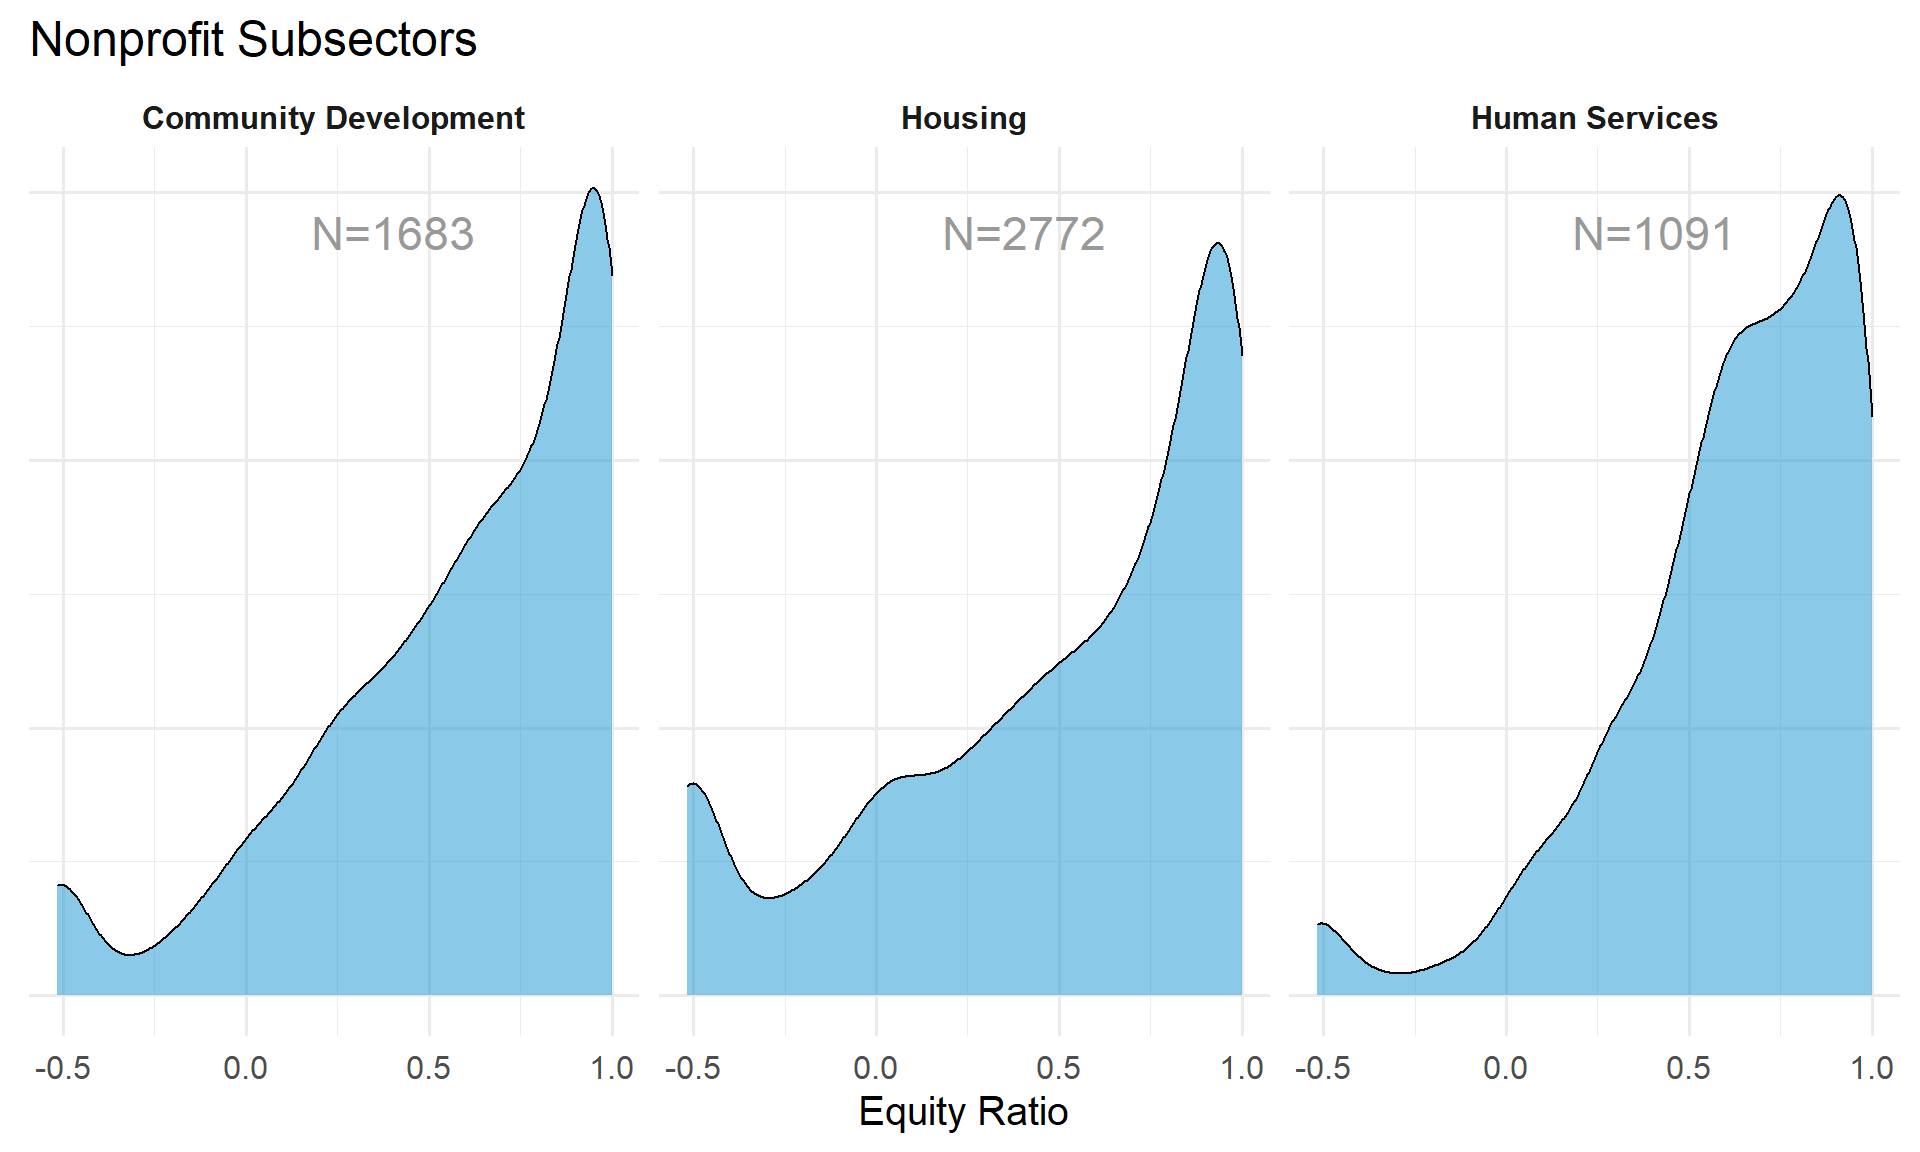 Nonprofit Subsectors
Community Development Housing Human Services
N=1683 N=2772 N=1091
-0.5 0.0 0.5 1.0 -0.5 0.0 0.5 1.0 -0.5 0.0 0.5 1.0
Equity Ratio